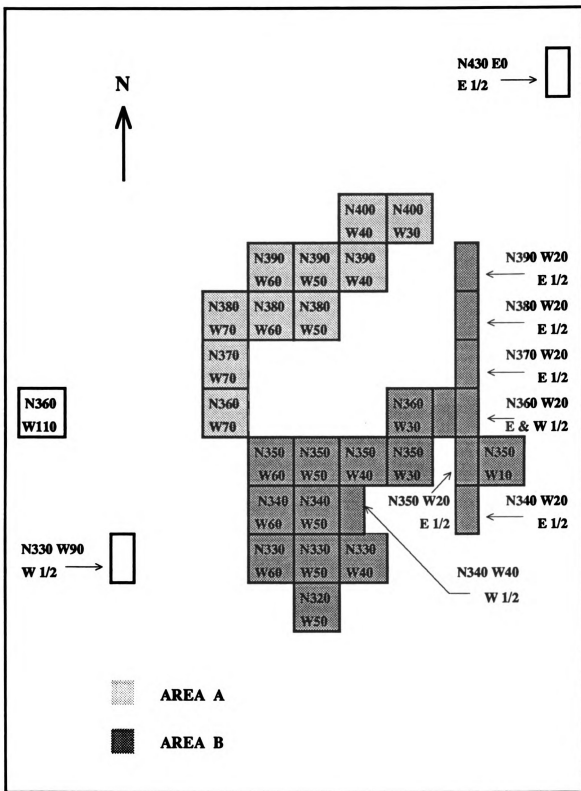 N430 E0
E 1/2
N
N400 N400
W40 W30
N390 N390 N390
W60 W50 W40
N390 W20
E 1/2
N380 N380 N380
W70 W60 W50
N380 W20
E 1/2
N370
W70
N370 W20
E 1/2
N360
W110
N360
W70
N360
W30
N360 W20
E & W 1/2
N350 N350 N350 N350
W60 W50 W40 W30
N350
W10
N340 N340
W60 W50
N350 W20
E 1/2
N340 W20
E 1/2
N330 W90
W 1/2
N330 N330 N330
W60 W50 W40
N340 W40
W 1/2
N320
W50
AREA A
AREA B